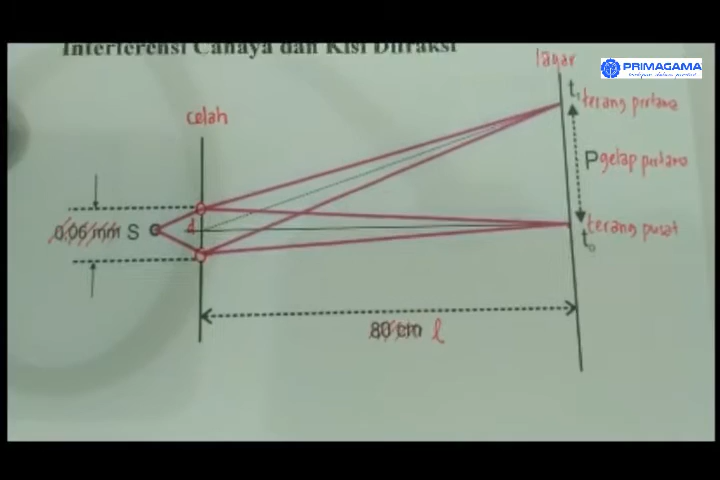 Interferensi Cahaya dan Kisi Difraksi
layar
PRIMAGAMA
t₁ terang pertama
celah
P gelap pertama
0.06 mm S
d
terang pusat
t₀
80 cm l